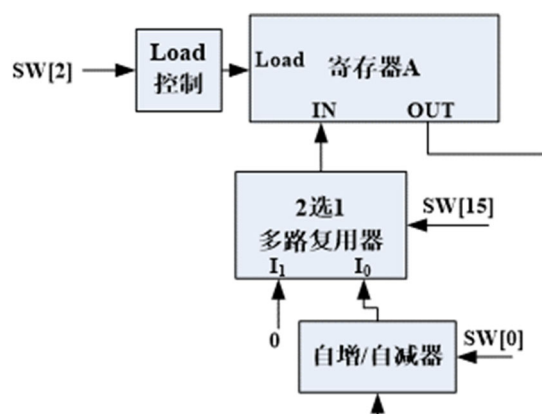 Load
控制
SW[2]
Load
寄存器A
IN
OUT
2选1
多路复用器
I₁
I₀
SW[15]
0
自增/自减器
SW[0]